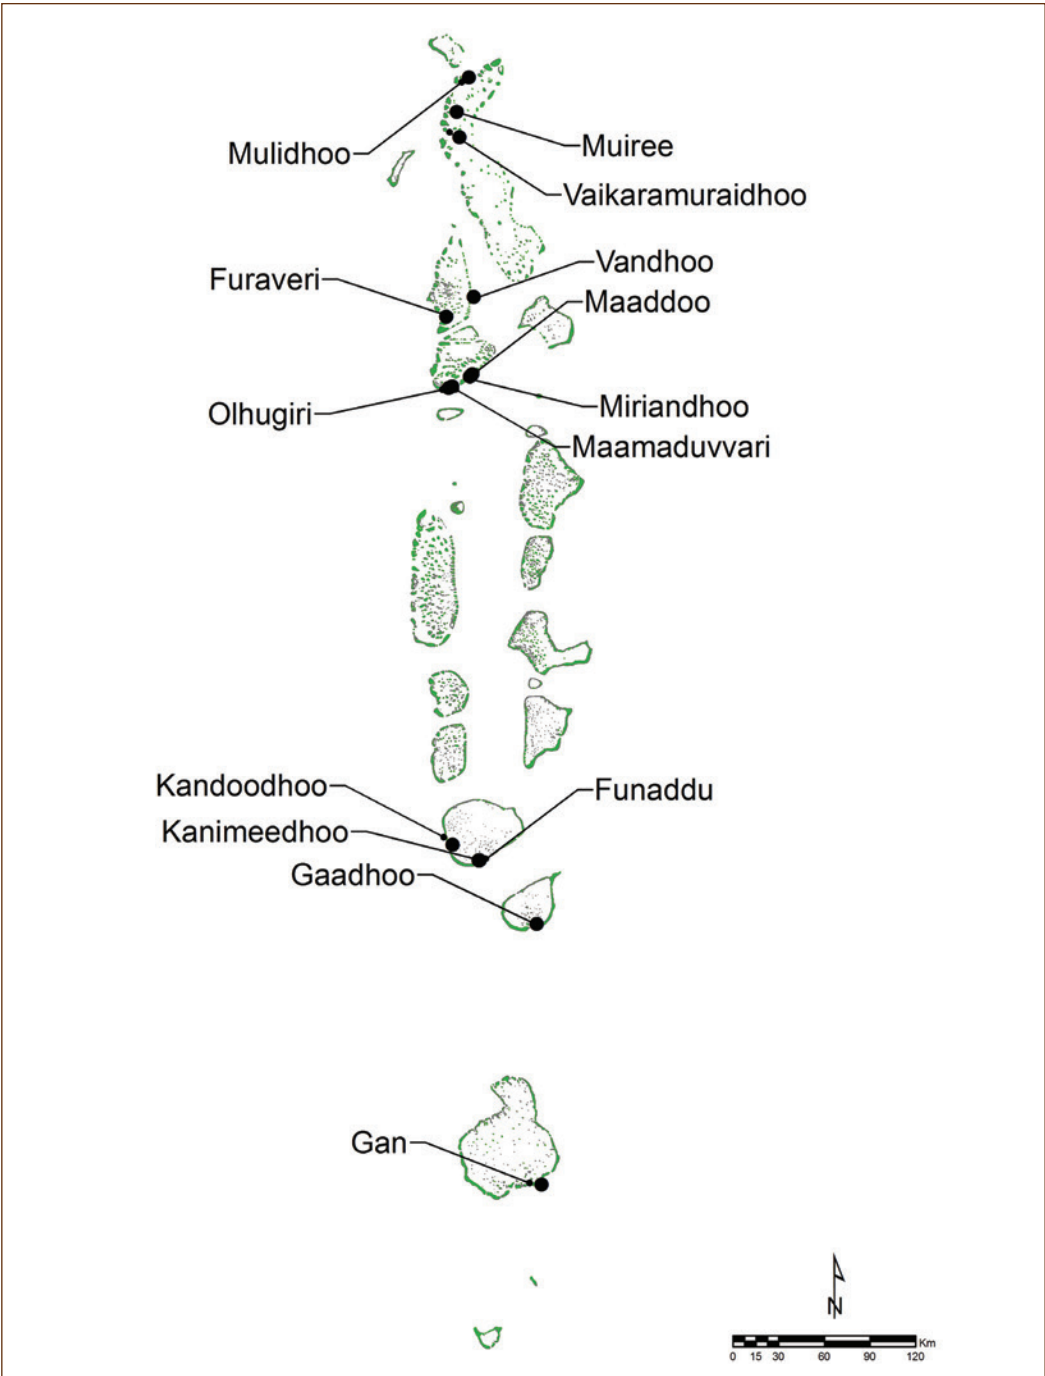 Mulidhoo
Muiree
Vaikaramuraidhoo
Furaveri
Vandhoo
Maaddoo
Olhugiri
Miriandhoo
Maamaduvvari
Kandoodhoo
Funaddu
Kanimeedhoo
Gaadhoo
Gan
N
Km
0 15 30 60 90 120